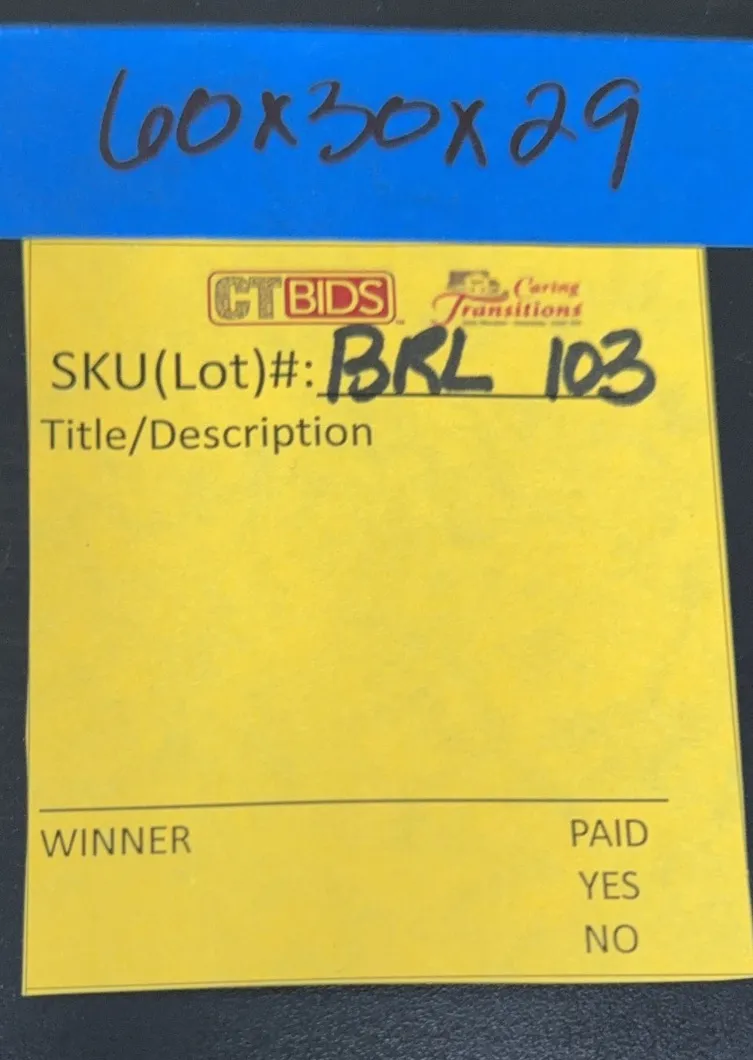 60x30x29
CTBIDS Caring
Transitions
SKU(Lot)#: BRL 103
Title/Description
WINNER PAID
YES
NO